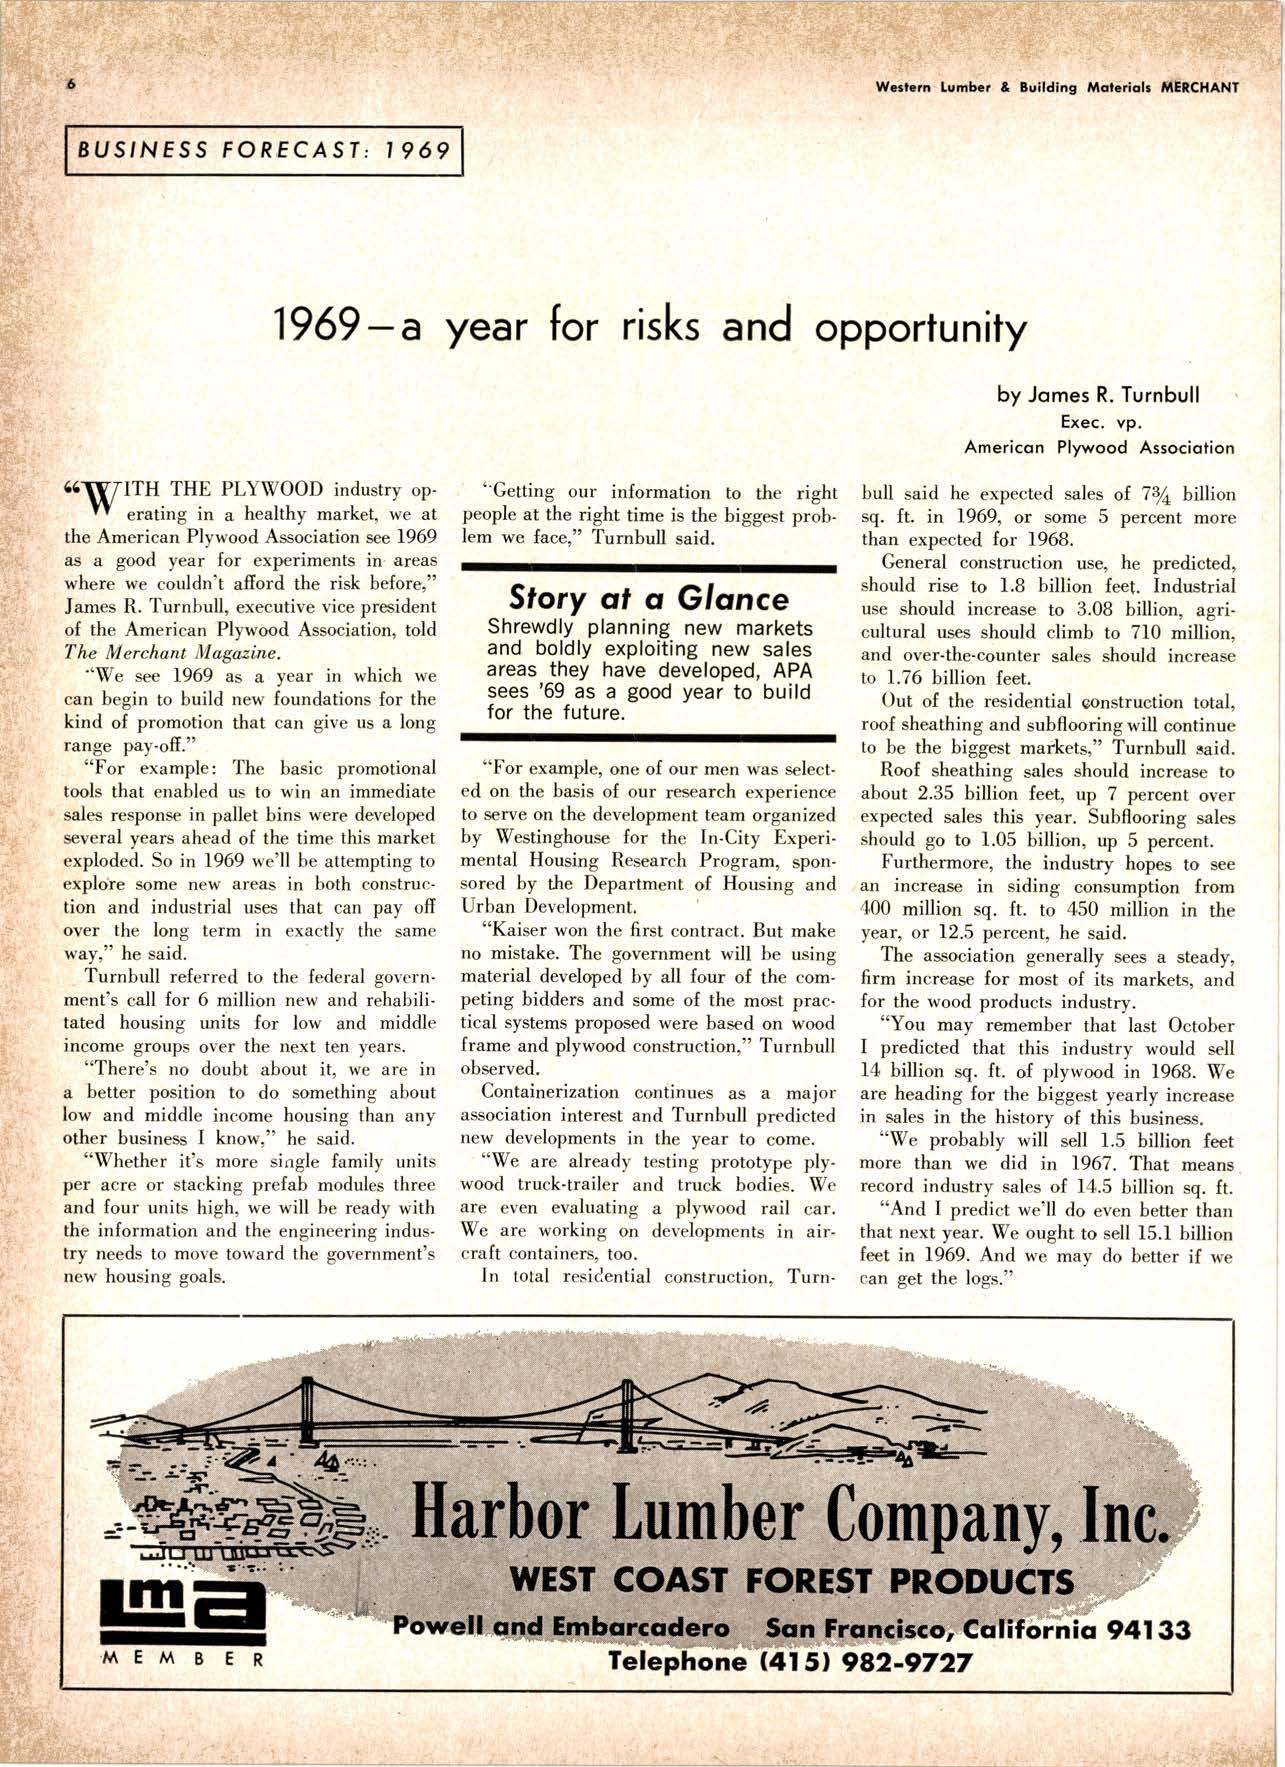 6
Western Lumber & Building Materials MERCHANT
BUSINESS FORECAST: 1969
1969—a year for risks and opportunity
by James R. Turnbull
Exec. vp.
American Plywood Association
“WITH THE PLYWOOD industry op-
erating in a healthy market, we at
the American Plywood Association see 1969
as a good year for experiments in areas
where we couldn't afford the risk before,”
James R. Turnbull, executive vice president
of the American Plywood Association, told
The Merchant Magazine.
“We see 1969 as a year in which we
can begin to build new foundations for the
kind of promotion that can give us a long
range pay-off.”
“For example: The basic promotional
tools that enabled us to win an immediate
sales response in pallet bins were developed
several years ahead of the time this market
exploded. So in 1969 we'll be attempting to
explore some new areas in both construc-
tion and industrial uses that can pay off
over the long term in exactly the same
way,” he said.
Turnbull referred to the federal govern-
ment's call for 6 million new and rehabili-
tated housing units for low and middle
income groups over the next ten years.
“There's no doubt about it, we are in
a better position to do something about
low and middle income housing than any
other business I know,” he said.
“Whether it's more single family units
per acre or stacking prefab modules three
and four units high, we will be ready with
the information and the engineering indus-
try needs to move toward the government's
new housing goals.
“Getting our information to the right
people at the right time is the biggest prob-
lem we face,” Turnbull said.
Story at a Glance
Shrewdly planning new markets
and boldly exploiting new sales
areas they have developed, APA
sees '69 as a good year to build
for the future.
“For example, one of our men was select-
ed on the basis of our research experience
to serve on the development team organized
by Westinghouse for the In-City Experi-
mental Housing Research Program, spon-
sored by the Department of Housing and
Urban Development.
“Kaiser won the first contract. But make
no mistake. The government will be using
material developed by all four of the com-
peting bidders and some of the most prac-
tical systems proposed were based on wood
frame and plywood construction,” Turnbull
observed.
Containerization continues as a major
association interest and Turnbull predicted
new developments in the year to come.
“We are already testing prototype ply-
wood truck-trailer and truck bodies. We
are even evaluating a plywood rail car.
We are working on developments in air-
craft containers, too.
In total residential construction, Turn-
bull said he expected sales of 7¾ billion
sq. ft. in 1969, or some 5 percent more
than expected for 1968.
General construction use, he predicted,
should rise to 1.8 billion feet. Industrial
use should increase to 3.08 billion, agri-
cultural uses should climb to 710 million,
and over-the-counter sales should increase
to 1.76 billion feet.
Out of the residential construction total,
roof sheathing and subflooring will continue
to be the biggest markets,” Turnbull said.
Roof sheathing sales should increase to
about 2.35 billion feet, up 7 percent over
expected sales this year. Subflooring sales
should go to 1.05 billion, up 5 percent.
Furthermore, the industry hopes to see
an increase in siding consumption from
400 million sq. ft. to 450 million in the
year, or 12.5 percent, he said.
The association generally sees a steady,
firm increase for most of its markets, and
for the wood products industry.
“You may remember that last October
I predicted that this industry would sell
14 billion sq. ft. of plywood in 1968. We
are heading for the biggest yearly increase
in sales in the history of this business.
“We probably will sell 1.5 billion feet
more than we did in 1967. That means
record industry sales of 14.5 billion sq. ft.
“And I predict we'll do even better than
that next year. We ought to sell 15.1 billion
feet in 1969. And we may do better if we
can get the logs.”
Harbor Lumber Company, Inc.
WEST COAST FOREST PRODUCTS
Powell and Embarcadero San Francisco, California 94133
Telephone (415) 982-9727
Lma
MEMBER